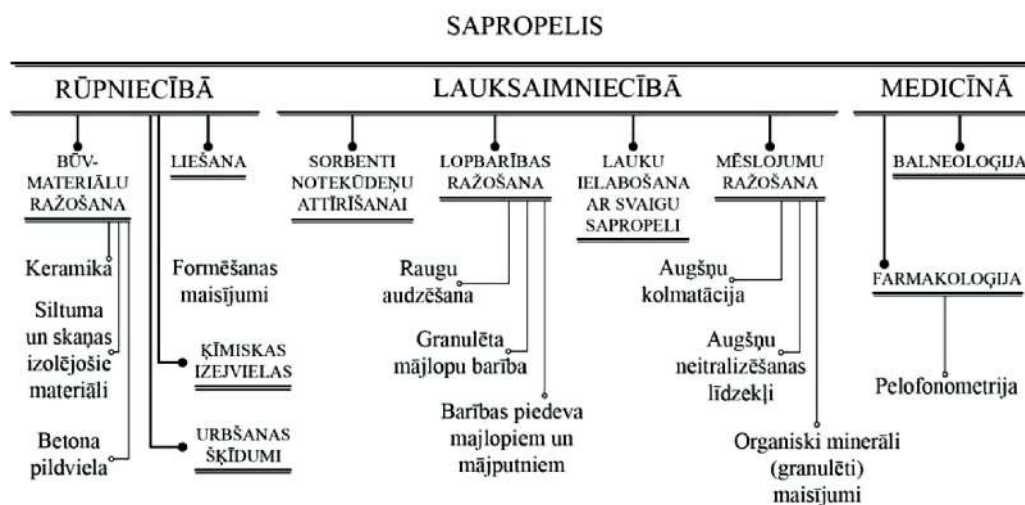 SAPROPELIS
RŪPNIECĪBĀ
LAUKSAIMNIECĪBĀ
MEDICĪNĀ
BŪV-
MATERIĀLU
RAŽOŠANA
LIEŠANA
SORBENTI
NOTEKŪDEŅU
ATTĪRĪŠANAI
LOPBARĪBAS
RAŽOŠANA
LAUKU
IELABOŠANA
AR SVAIGU
SAPROPELI
MĒSLOJUMU
RAŽOŠANA
BALNEOLOĢIJA
Keramika
Siltuma
un skaņas
izolējošie
materiāli
Betona
pildviela
Formēšanas
maisījumi
ĶĪMISKAS
IZEJVIELAS
URBŠANAS
ŠĶĪDUMI
Raugu
audzēšana
Granulēta
mājlopu barība
Barības piedeva
majlopiem un
mājputniem
Augšņu
kolmatācija
Augšņu
neitralizēšanas
līdzekļi
Organiski minerāli
(granulēti)
maisījumi
FARMAKOLOĢIJA
Pelofonometrija